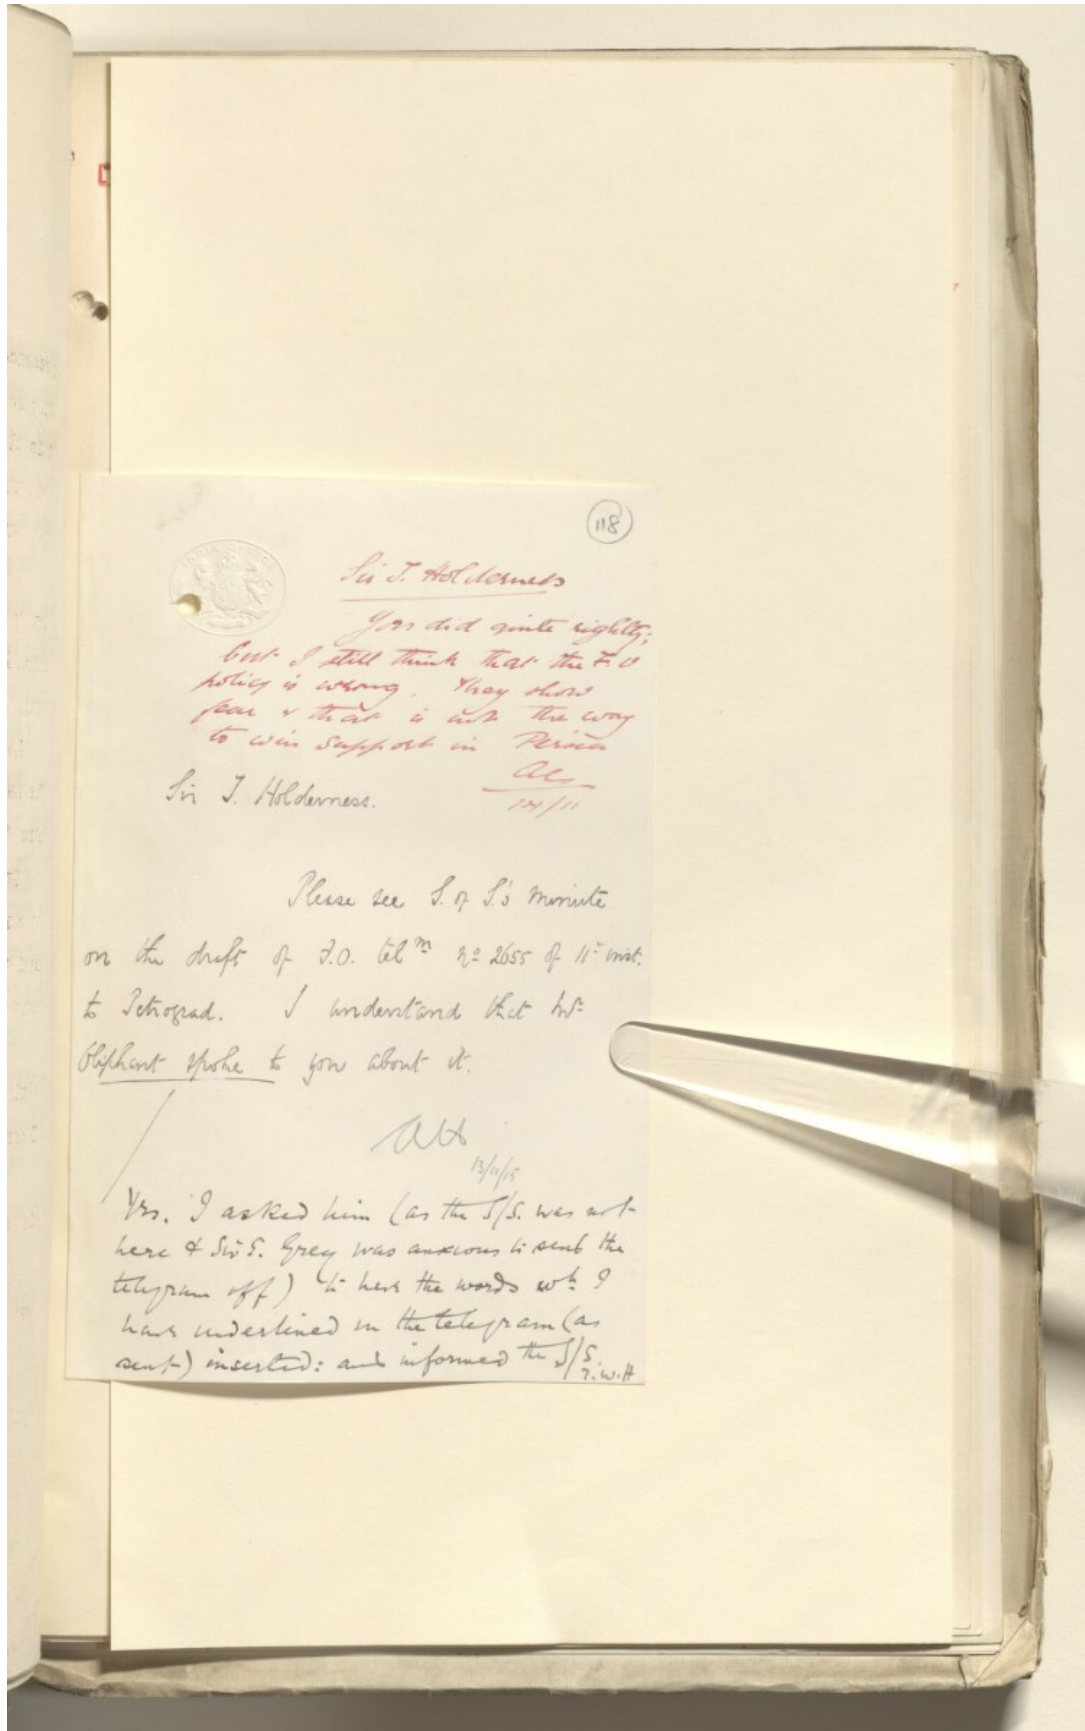 118
INDIA OFFICE
Sir T. Holderness
You did quite rightly;
but I still think that the F.O
policy is wrong. They show
fear & that is not the way
to win support in Persia
AC
14/11
Sir T. Holderness.
Please see S. of S.'s minute
on the draft of F.O. telm no 2655 of 11th inst.
to Petrograd. I understand that Mr
Oliphant spoke to you about it.
13/11/15
Yes. I asked him (as the S/S. was not
here & Sir E. Grey was anxious to send the
telegram off) to have the words wh I
have underlined in the telegram (as
sent) inserted: and informed the S/S.
T.W.H